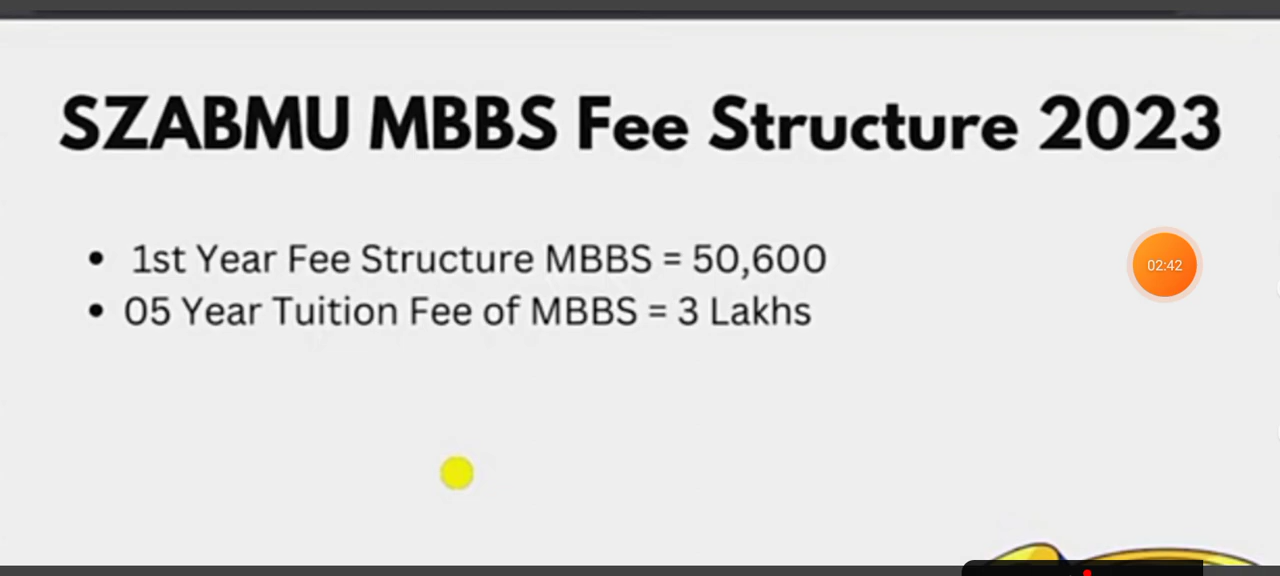 SZABMU MBBS Fee Structure 2023
• 1st Year Fee Structure MBBS = 50,600
02:42
• 05 Year Tuition Fee of MBBS = 3 Lakhs